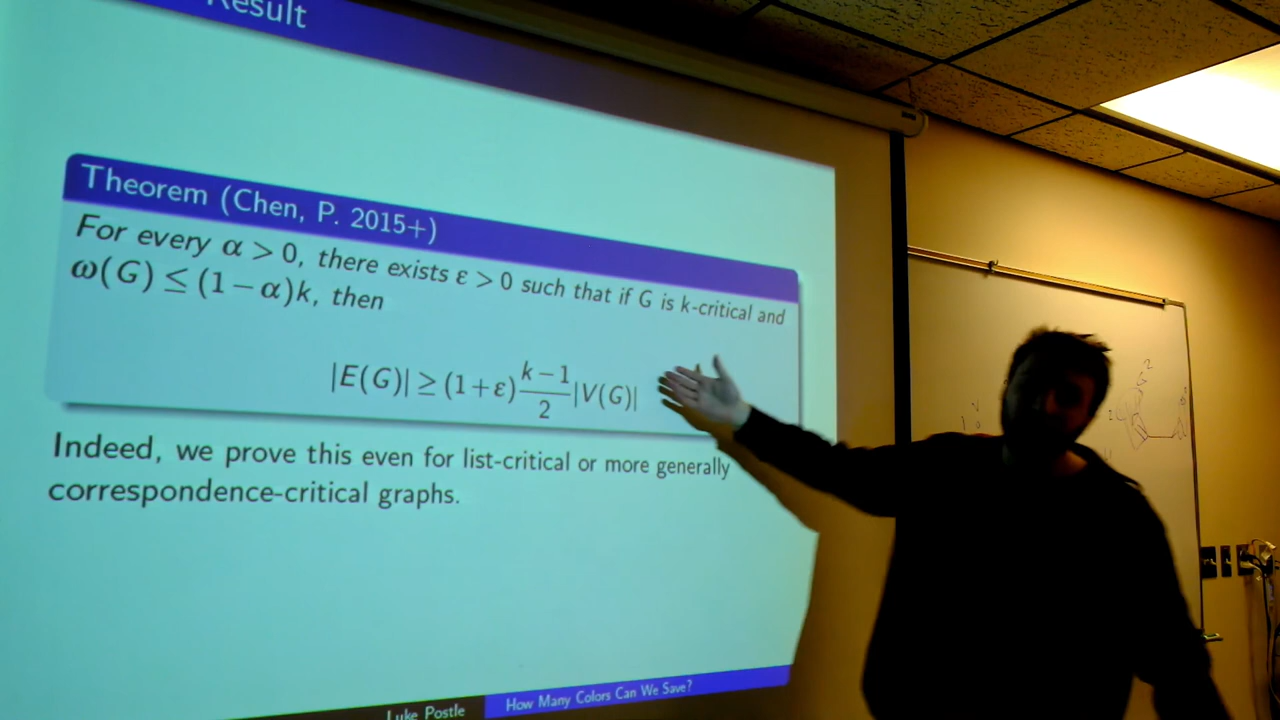 Result
Theorem (Chen, P. 2015+)
For every α > 0, there exists ε > 0 such that if G is k-critical and
ω(G) ≤ (1−α)k, then
|E(G)| ≥ (1+ε) \frac{k−1}{2} |V(G)|
Indeed, we prove this even for list-critical or more generally
correspondence-critical graphs.
Luke Postle
How Many Colors Can We Save?
2